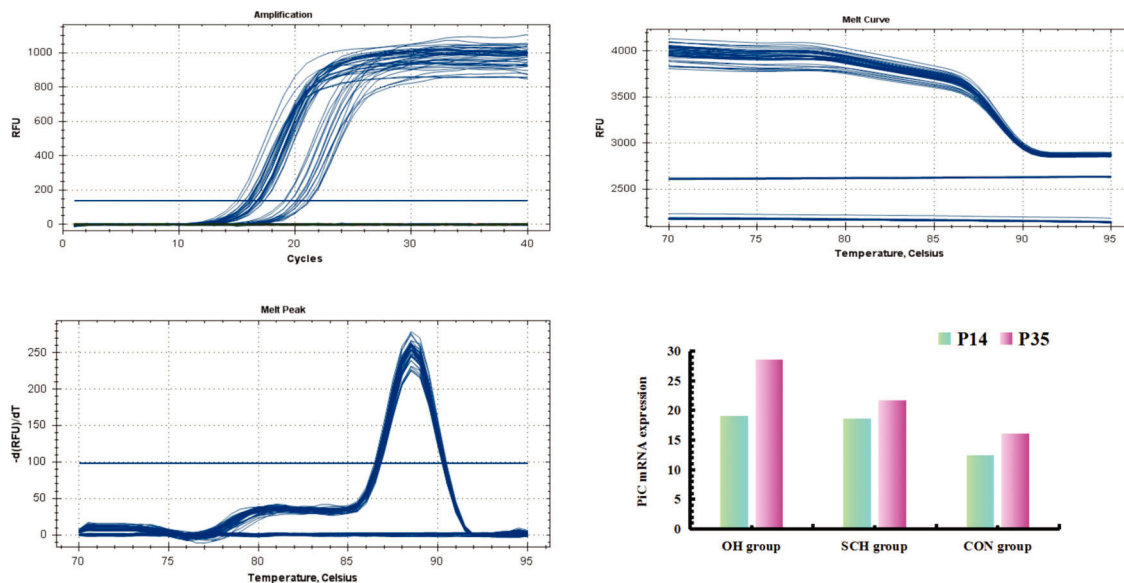 Amplification
1000
800
600
400
200
0
RFU
0 10 20 30 40
Cycles
Melt Curve
4000
3500
3000
2500
RFU
70 75 80 85 90 95
Temperature, Celsius
Melt Peak
250
200
150
100
50
0
-d(RFU)/dT
70 75 80 85 90 95
Temperature, Celsius
P14 P35
30
25
20
15
10
5
0
PiC mRNA expression
OH group SCH group CON group